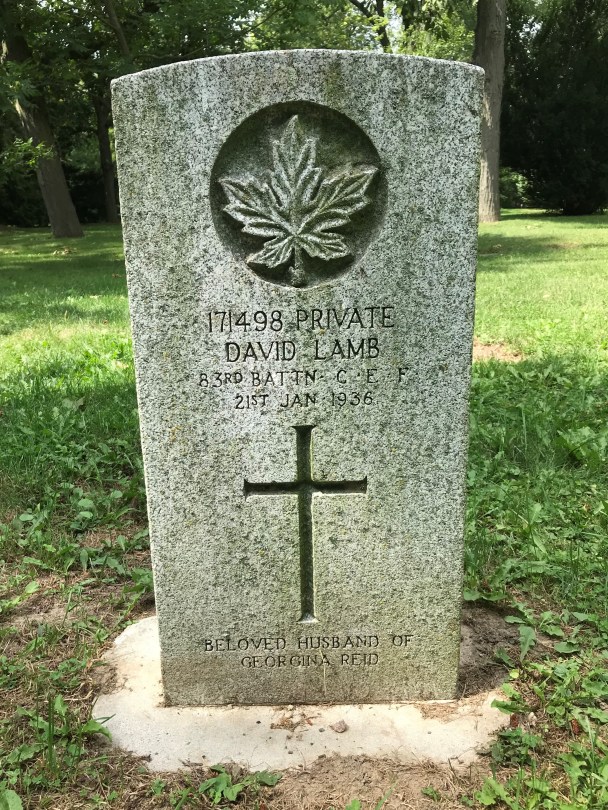 171498 PRIVATE
DAVID LAMB
83RD BATTN. C. E. F.
21ST JAN 1936
BELOVED HUSBAND OF
GEORGINA REID